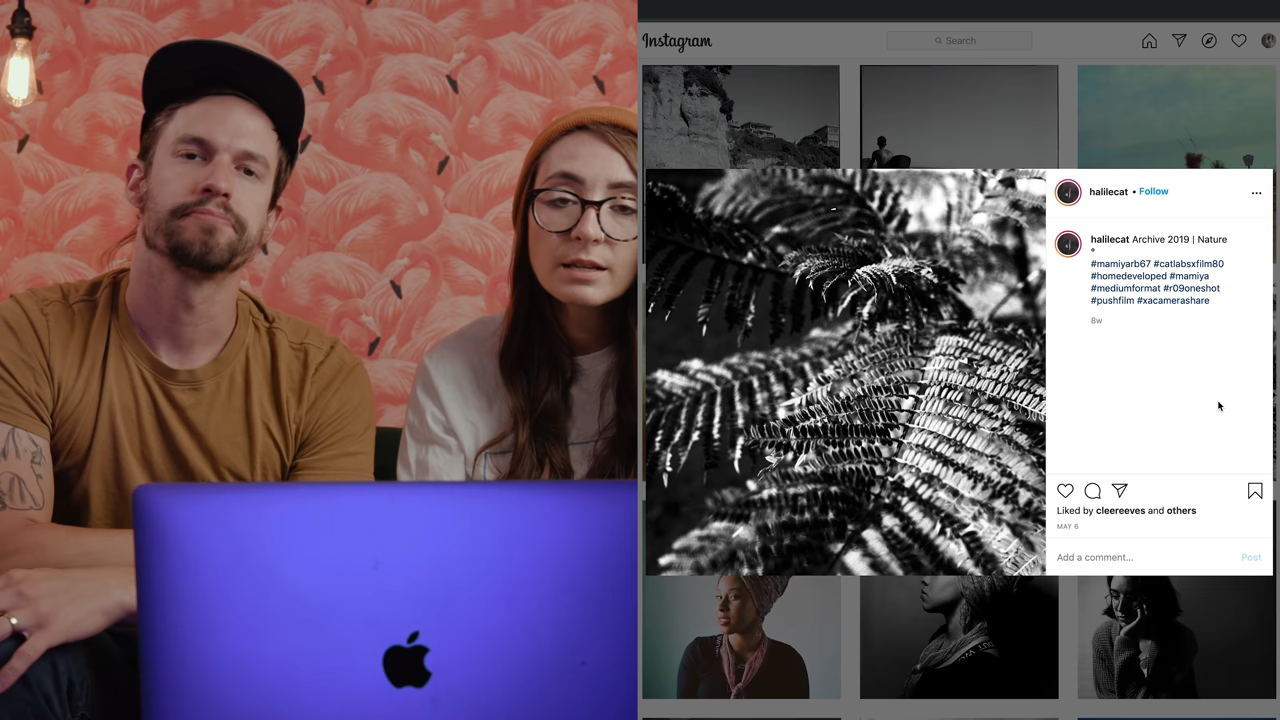 Instagram
Search
halilecat • Follow
halilecat Archive 2019 | Nature
#mamiyarb67 #catlabsxfilm80
#homedeveloped #mamiya
#mediumformat #r09oneshot
#pushfilm #xacamerashare
8w
Liked by cleereeves and others
MAY 6
Add a comment...
Post